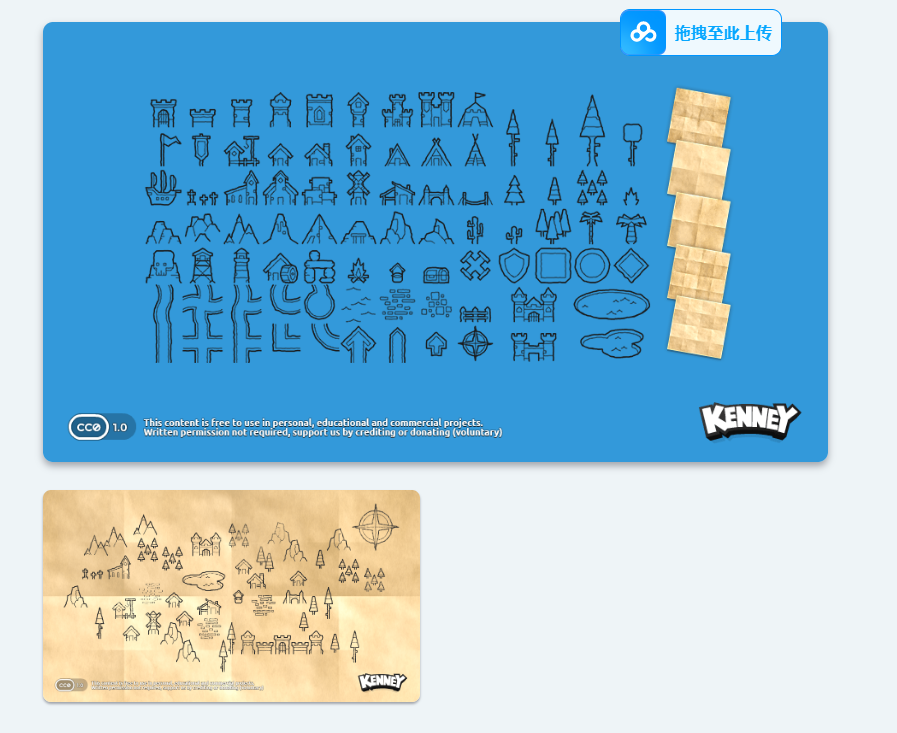 拖拽至此上传
CC0 1.0
This content is free to use in personal, educational and commercial projects.
Written permission not required, support us by crediting or donating (voluntary)
KENNEY
KENNEY